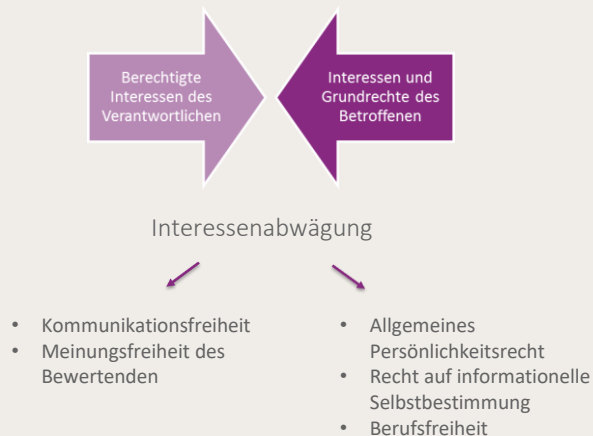 Berechtigte
Interessen des
Verantwortlichen
Interessen und
Grundrechte des
Betroffenen
Interessenabwägung
• Kommunikationsfreiheit
• Meinungsfreiheit des
Bewertenden
• Allgemeines
Persönlichkeitsrecht
• Recht auf informationelle
Selbstbestimmung
• Berufsfreiheit